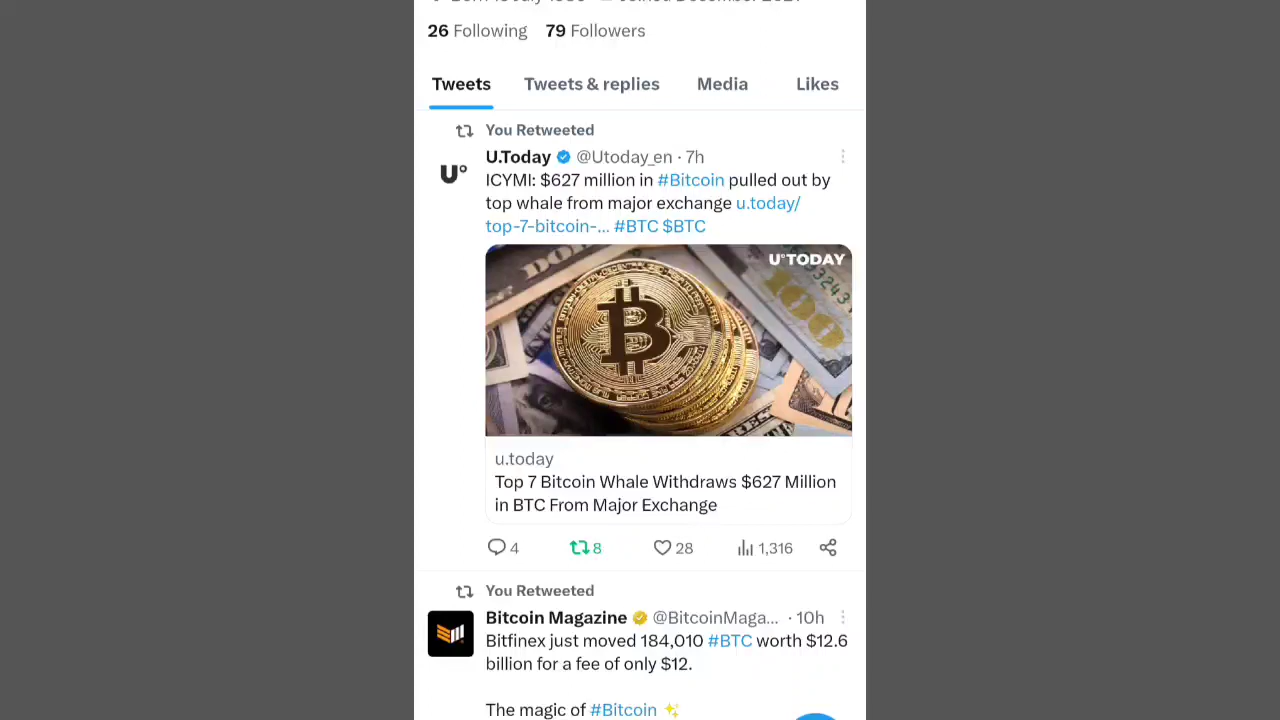 26 Following 79 Followers
Tweets Tweets & replies Media Likes
You Retweeted
U.Today @Utoday_en · 7h
ICYMI: $627 million in #Bitcoin pulled out by
top whale from major exchange u.today/
top-7-bitcoin-... #BTC $BTC
U°TODAY
u.today
Top 7 Bitcoin Whale Withdraws $627 Million
in BTC From Major Exchange
4 8 28 1,316
You Retweeted
Bitcoin Magazine @BitcoinMaga... · 10h
Bitfinex just moved 184,010 #BTC worth $12.6
billion for a fee of only $12.
The magic of #Bitcoin ✨